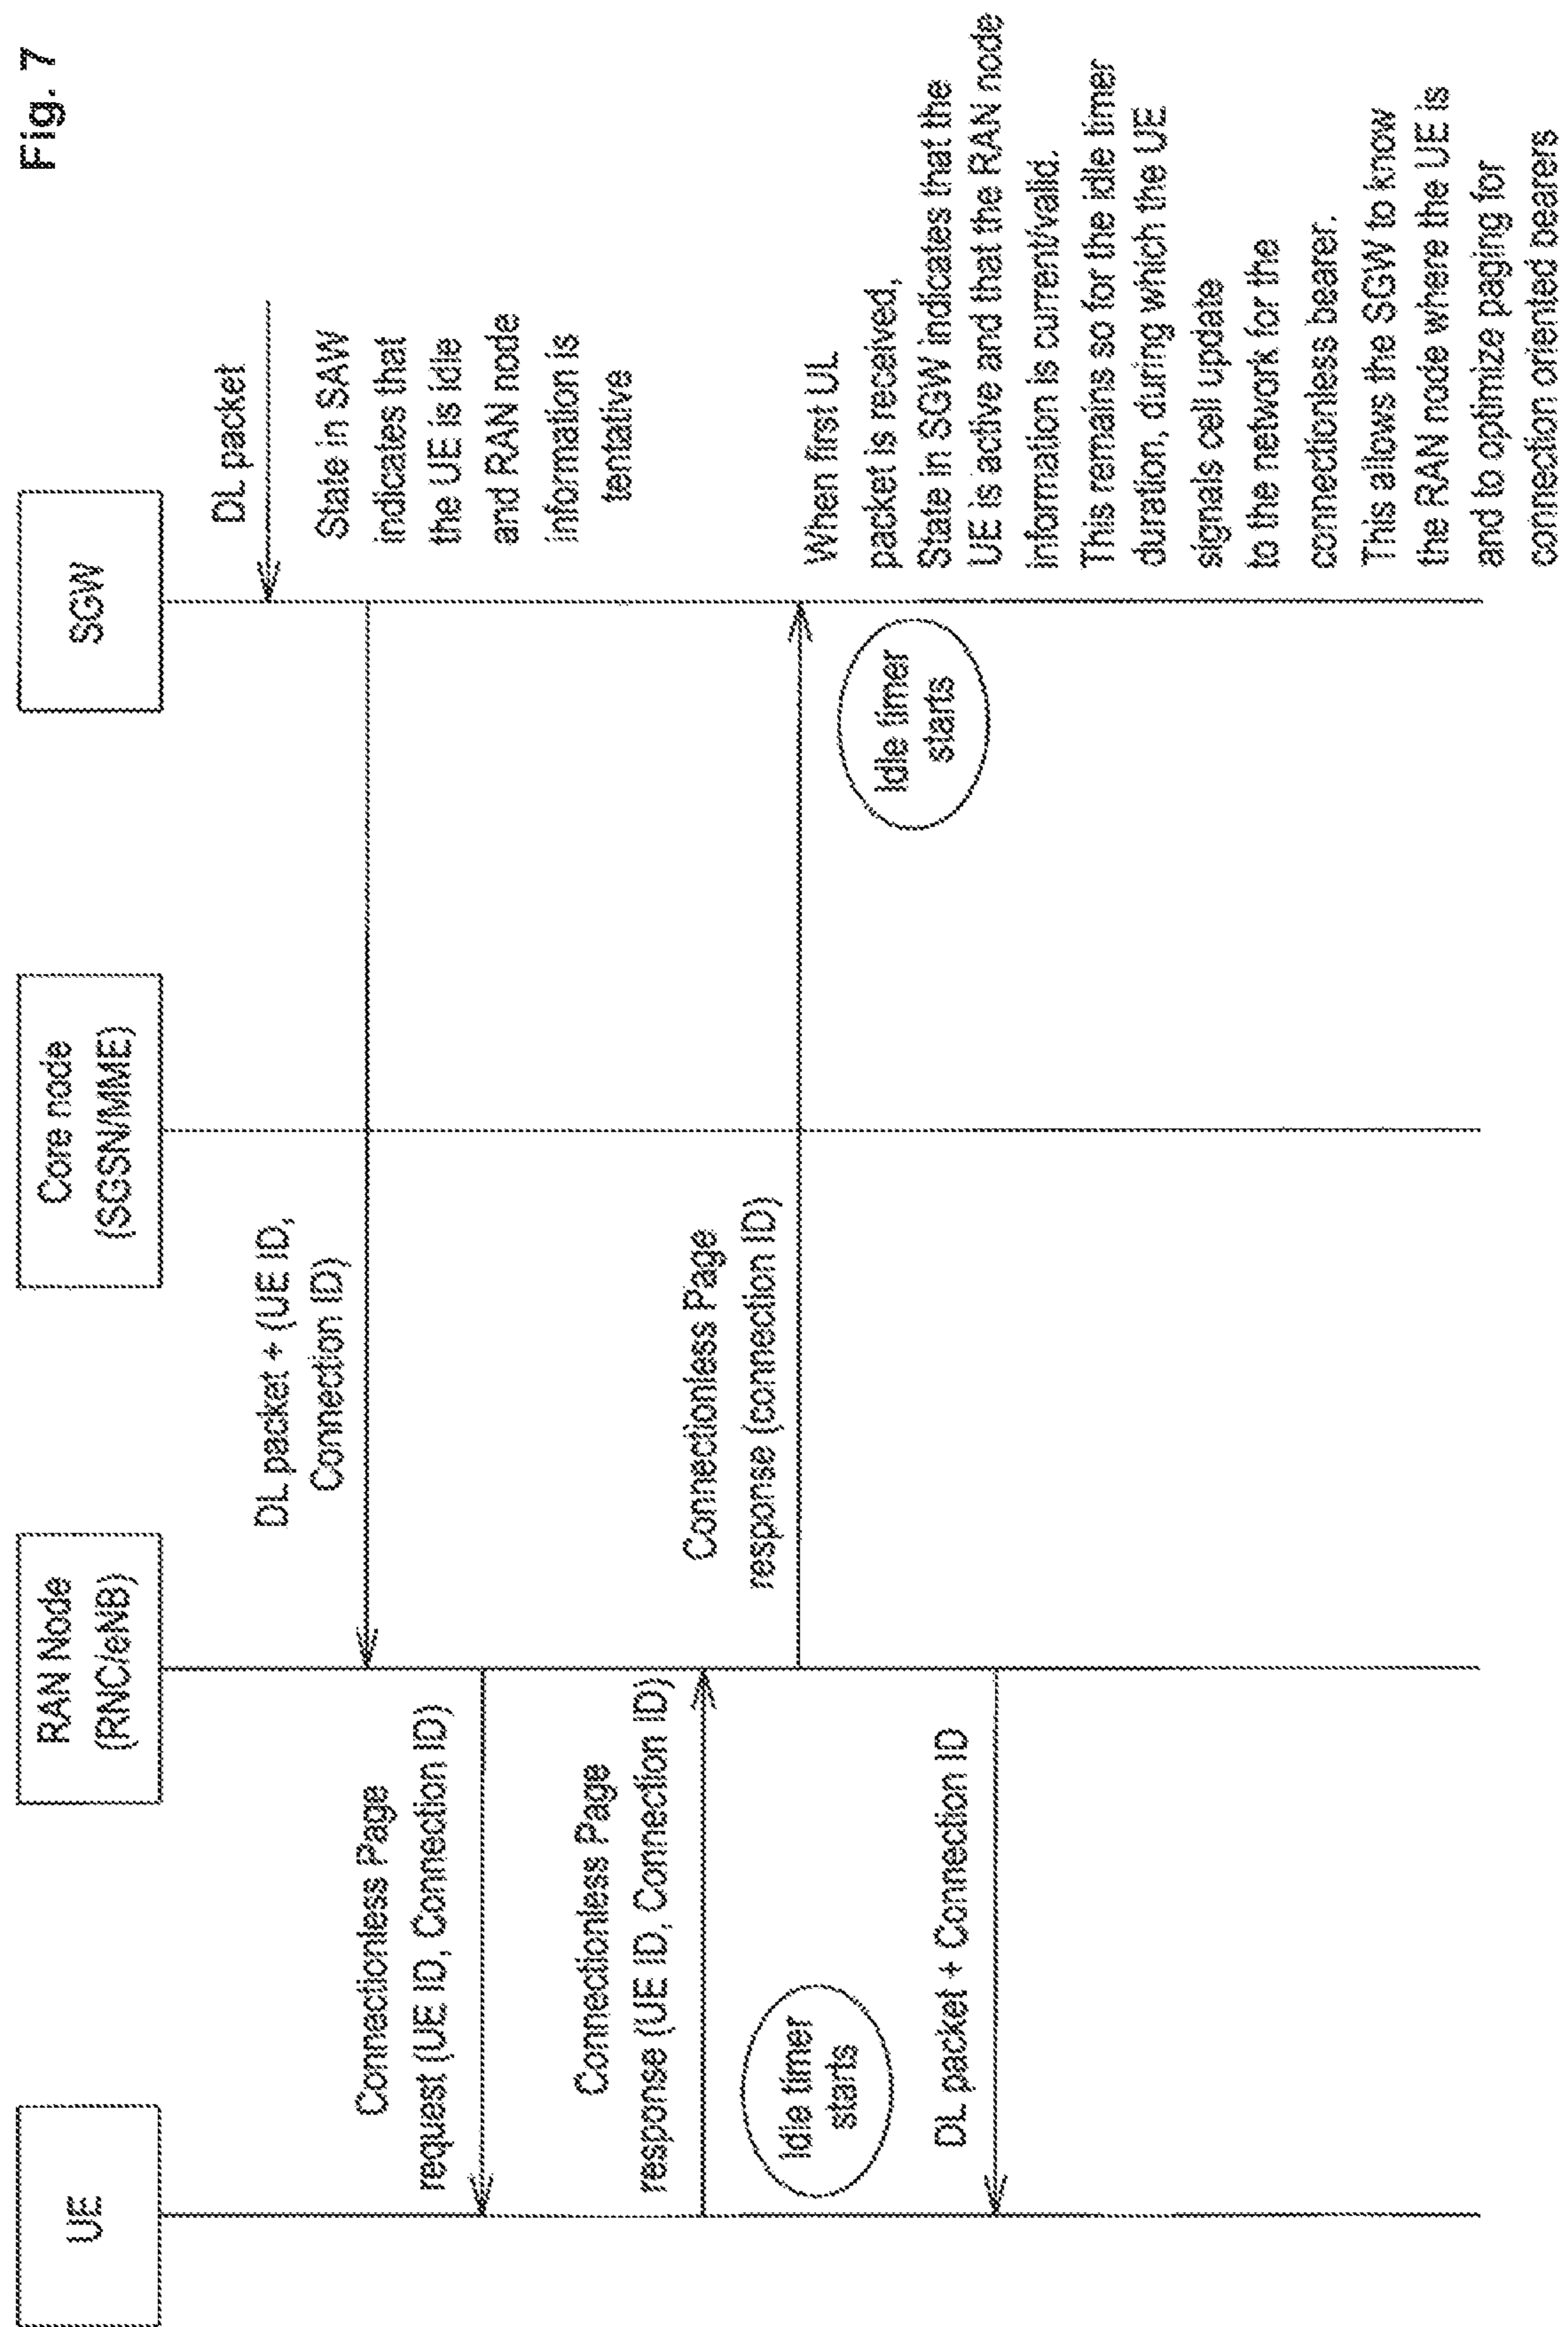 Fig. 7
UE
RAN Node
(RNC/eNB)
Core node
(SGSN/MME)
SGW
DL packet
State in SAW
indicates that
the UE is idle
and RAN node
information is
tentative
DL packet + (UE ID,
Connection ID)
Connectionless Page
request (UE ID, Connection ID)
Connectionless Page
response (UE ID, Connection ID)
Idle timer
starts
Connectionless Page
response (connection ID)
Idle timer
starts
When first UL
packet is received,
State in SGW indicates that the
UE is active and that the RAN node
information is current/valid.
This remains so for the idle timer
duration, during which the UE
signals cell update
to the network for the
connectionless bearer.
This allows the SGW to know
the RAN node where the UE is
and to optimize paging for
connection oriented bearers
DL packet + Connection ID